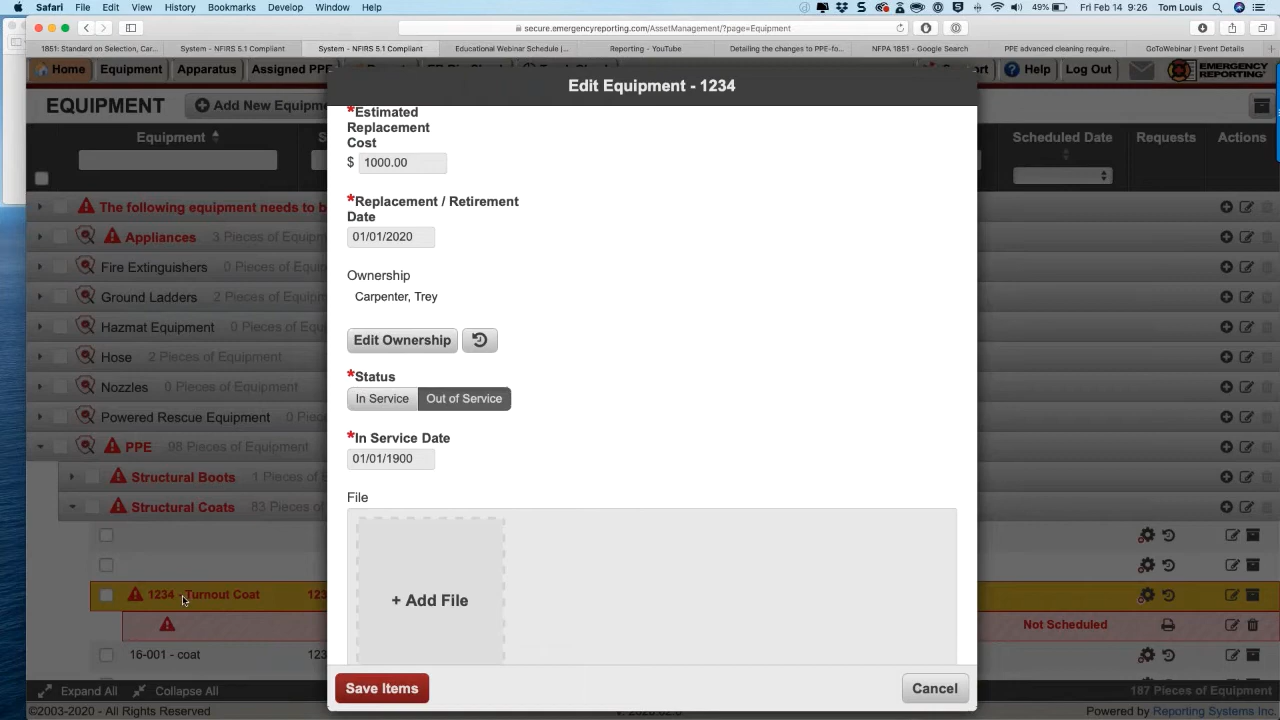 Safari File Edit View History Bookmarks Develop Window Help 49% Fri Feb 14 9:26 Tom Louis
secure.emergencyreporting.com/AssetManagement/?page=Equipment
1851: Standard on Selection, Car... System - NFIRS 5.1 Compliant System - NFIRS 5.1 Compliant Educational Webinar Schedule |... Reporting - YouTube Detailing the changes to PPE-fo... NFPA 1851 - Google Search PPE advanced cleaning require... GoToWebinar | Event Details
Home Equipment Apparatus Assigned PPE Help Log Out EMERGENCY REPORTING
Edit Equipment - 1234
EQUIPMENT Add New Equipme
Equipment Scheduled Date Requests Actions
*Estimated
Replacement
Cost
$ 1000.00
*Replacement / Retirement
Date
01/01/2020
Ownership
Carpenter, Trey
Edit Ownership
*Status
In Service Out of Service
*In Service Date
01/01/1900
File
+ Add File
Save Items Cancel
The following equipment needs to b
Appliances 3 Pieces of Equipm
Fire Extinguishers 0 Pieces of
Ground Ladders 2 Pieces of Eq
Hazmat Equipment 0 Pieces of
Hose 2 Pieces of Equipment
Nozzles 0 Pieces of Equipment
Powered Rescue Equipment 0 Piec
PPE 98 Pieces of Equipment
Structural Boots 1 Pieces of
Structural Coats 83 Pieces of
1234 - Turnout Coat 123
Not Scheduled
16-001 - coat 123
Expand All Collapse All 187 Pieces of Equipment
©2003-2020 - All Rights Reserved Powered by Reporting Systems Inc.